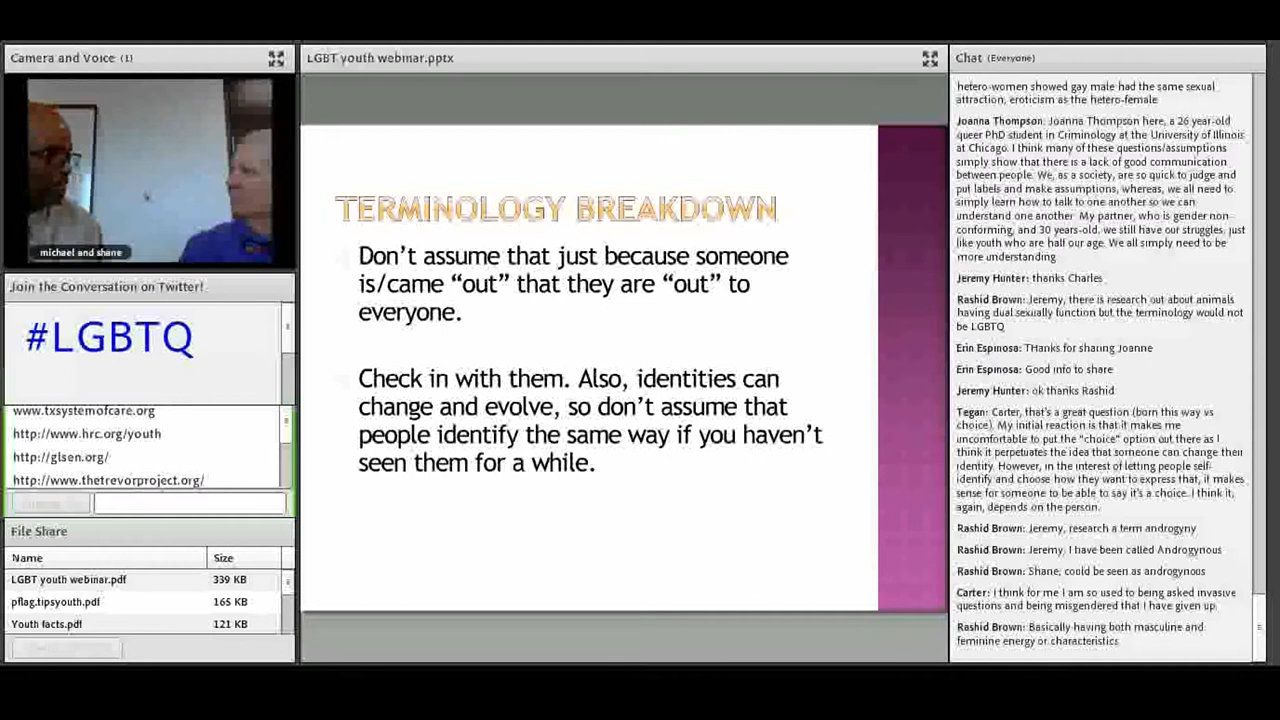 Camera and Voice (1)
michael and shane
Join the Conversation on Twitter!
#LGBTQ
www.txsystemofcare.org
http://www.hrc.org/youth
http://glsen.org/
http://www.thetrevorproject.org/
File Share
Name Size
LGBT youth webinar.pdf 339 KB
pflag.tipsyouth.pdf 165 KB
Youth facts.pdf 121 KB
LGBT youth webinar.pptx
TERMINOLOGY BREAKDOWN
Don’t assume that just because someone
is/came “out” that they are “out” to
everyone.
Check in with them. Also, identities can
change and evolve, so don’t assume that
people identify the same way if you haven’t
seen them for a while.
Chat (Everyone)
hetero-women showed gay male had the same sexual
attraction, eroticism as the hetero-female
Joanna Thompson: Joanna Thompson here, a 26 year-old
queer PhD student in Criminology at the University of Illinois
at Chicago. I think many of these questions/assumptions
simply show that there is a lack of good communication
between people. We, as a society, are so quick to judge and
put labels and make assumptions, whereas, we all need to
simply learn how to talk to one another so we can
understand one another. My partner, who is gender non-
conforming, and 30 years-old, we still have our struggles, just
like youth who are half our age. We all simply need to be
more understanding
Jeremy Hunter: thanks Charles
Rashid Brown: Jeremy, there is research out about animals
having dual sexually function but the terminology would not
be LGBTQ
Erin Espinosa: THanks for sharing Joanne
Erin Espinosa: Good info to share
Jeremy Hunter: ok thanks Rashid
Tegan: Carter, that's a great question (born this way vs
choice). My initial reaction is that it makes me
uncomfortable to put the "choice" option out there as I
think it perpetuates the idea that someone can change their
identity. However, in the interest of letting people self-
identify and choose how they want to express that, it makes
sense for someone to be able to say it's a choice. I think it,
again, depends on the person.
Rashid Brown: Jeremy, research a term androgyny
Rashid Brown: Jeremy, I have been called Androgynous
Rashid Brown: Shane, could be seen as androgynous
Carter: I think for me I am so used to being asked invasive
questions and being misgendered that I have given up.
Rashid Brown: Basically having both masculine and
feminine energy or characteristics